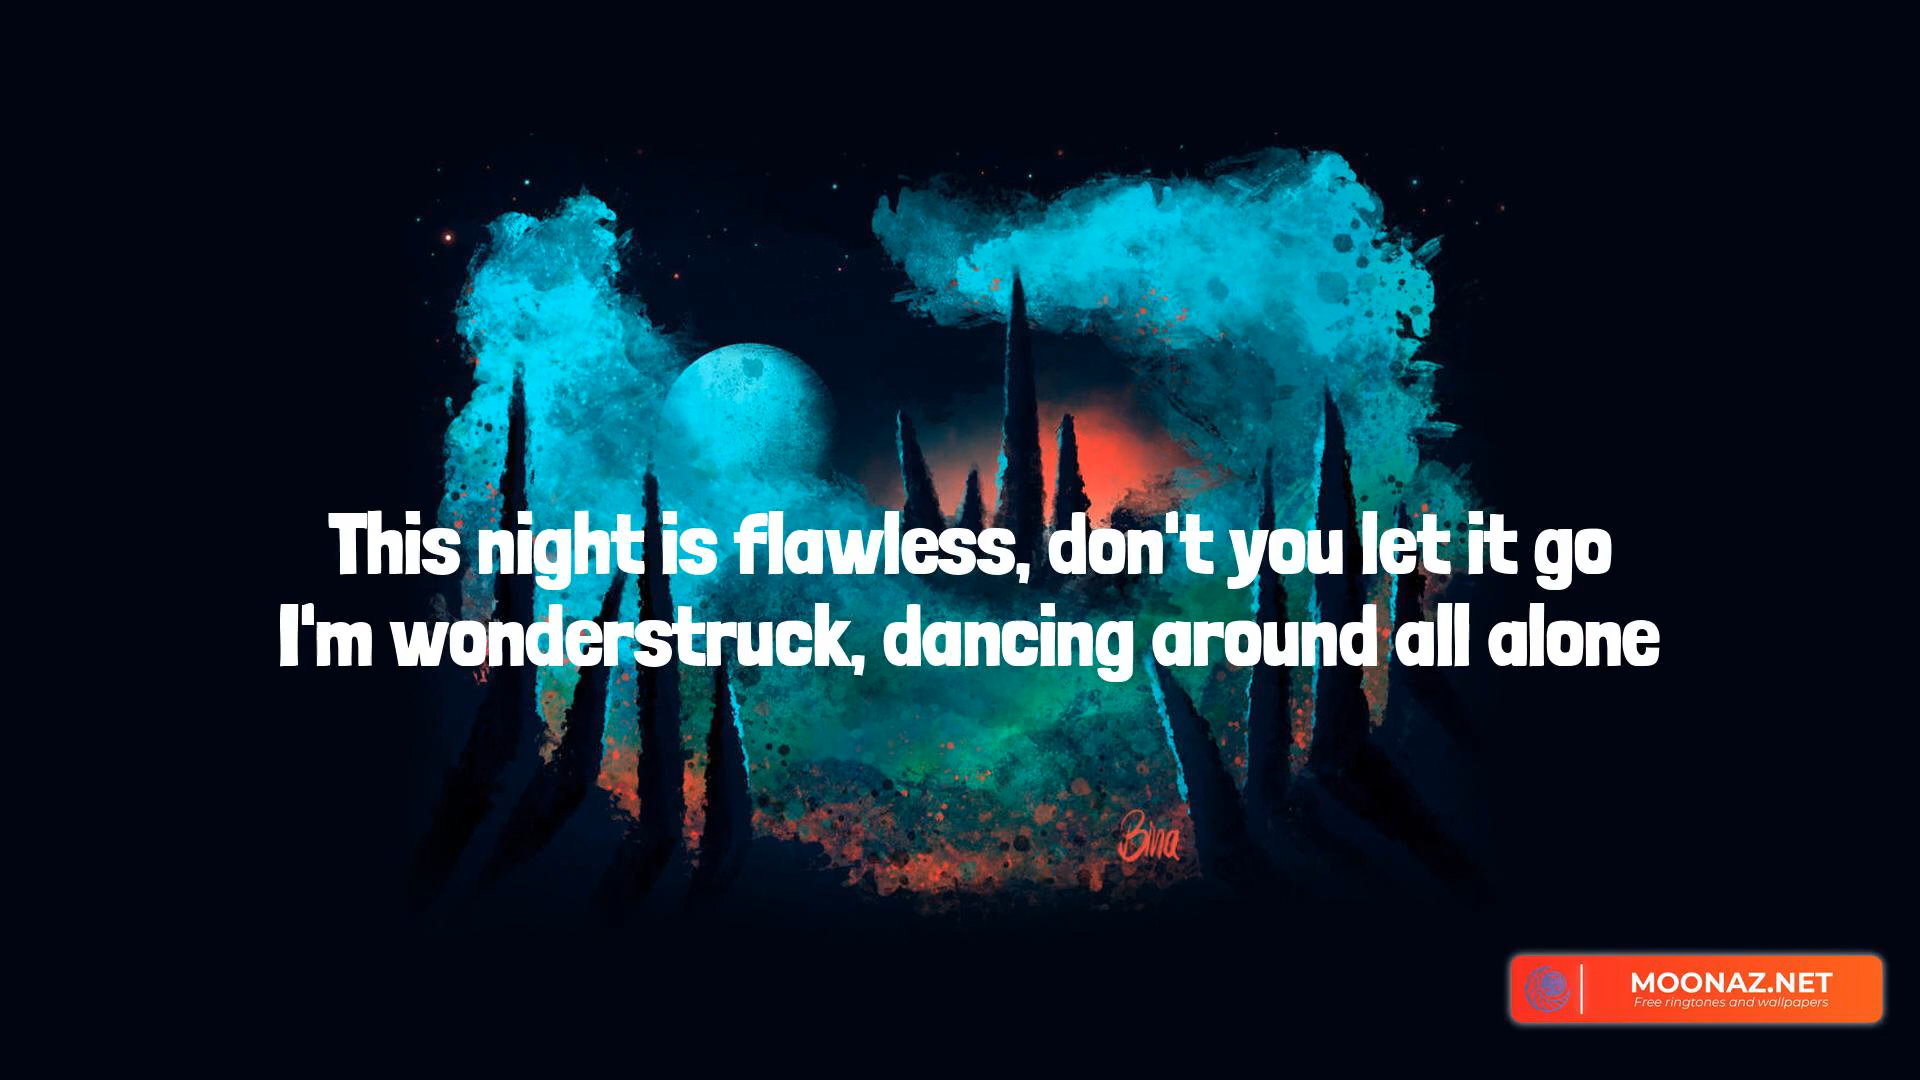 This night is flawless, don't you let it go
I'm wonderstruck, dancing around all alone
Bina
MOONAZ.NET
Free ringtones and wallpapers